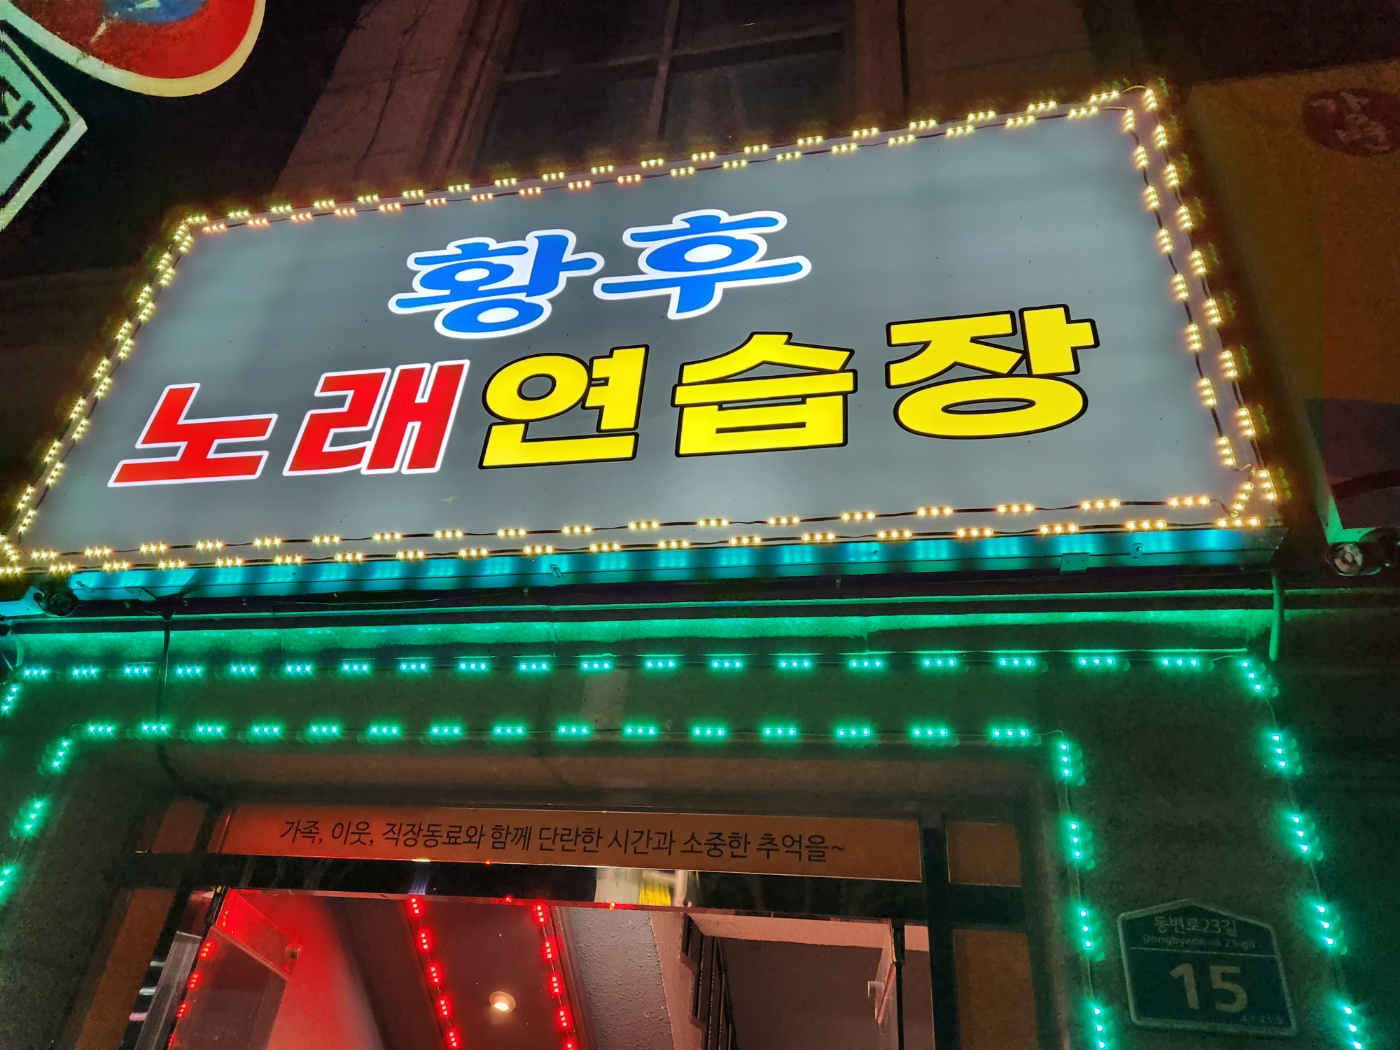 황후
노래연습장
가족, 이웃, 직장동료와 함께 단란한 시간과 소중한 추억을~
동변로23길
Dongbyeon-ro 23-gil
15